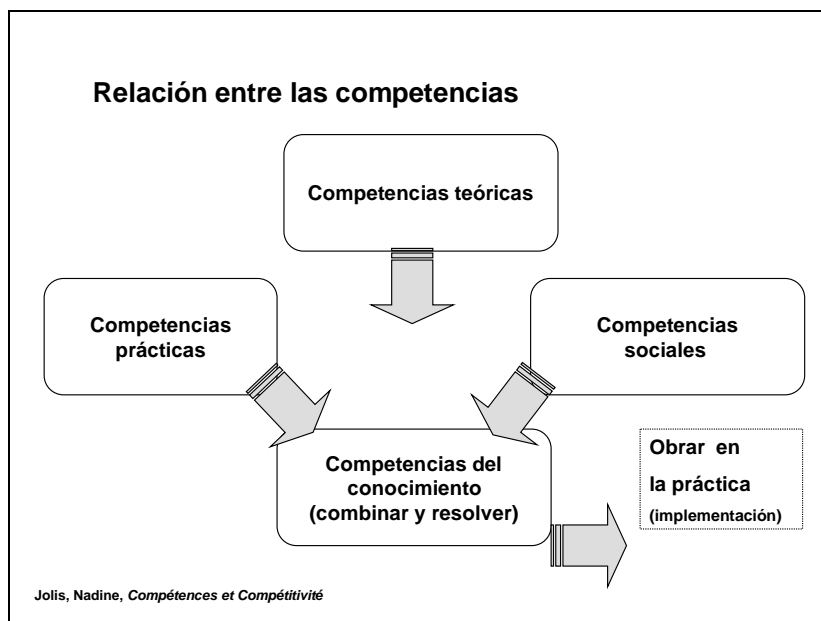 Relación entre las competencias
Competencias teóricas
Competencias
prácticas
Competencias
sociales
Competencias del
conocimiento
(combinar y resolver)
Obrar en
la práctica
(implementación)
Jolis, Nadine, Compétences et Compétitivité